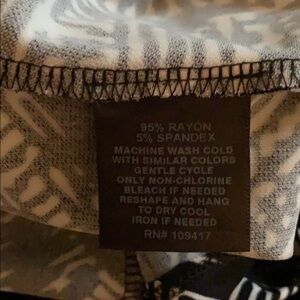 95% RAYON
5% SPANDEX
MACHINE WASH COLD
WITH SIMILAR COLORS
GENTLE CYCLE
ONLY NON-CHLORINE
BLEACH IF NEEDED
RESHAPE AND HANG
TO DRY COOL
IRON IF NEEDED
RN# 109417